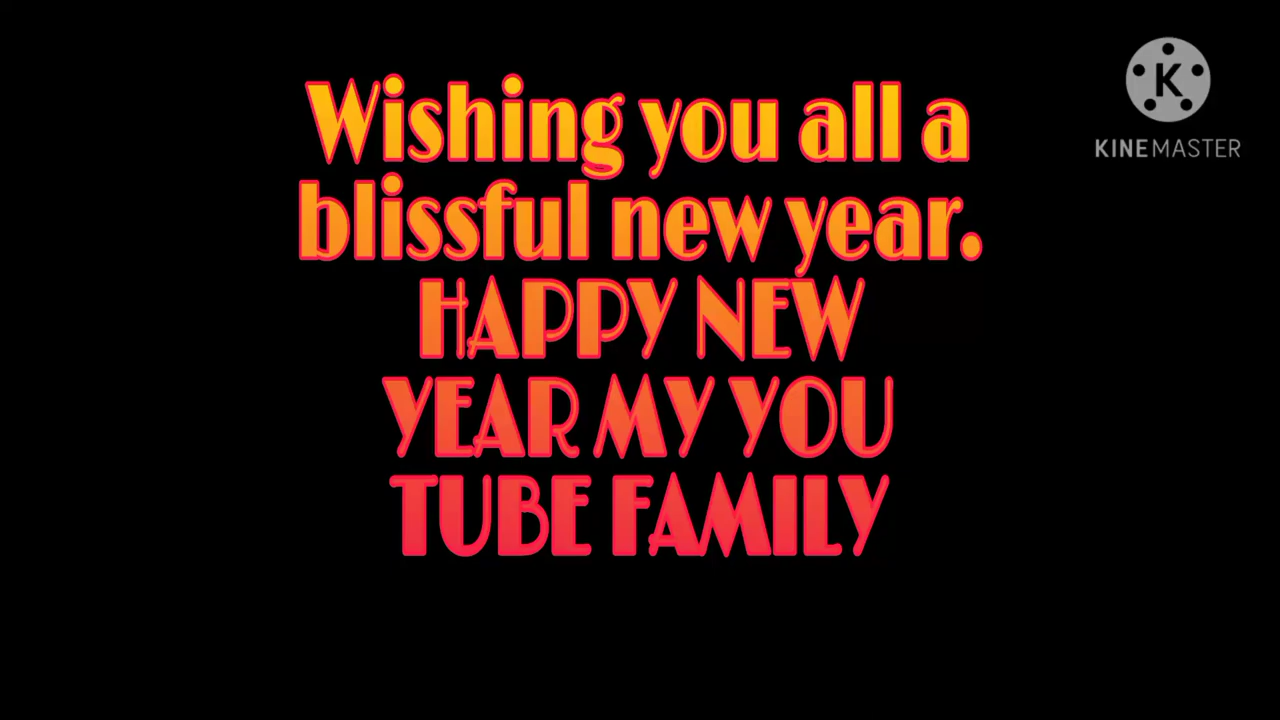 Wishing you all a
blissful new year.
HAPPY NEW
YEAR MY YOU
TUBE FAMILY
K
KINEMASTER